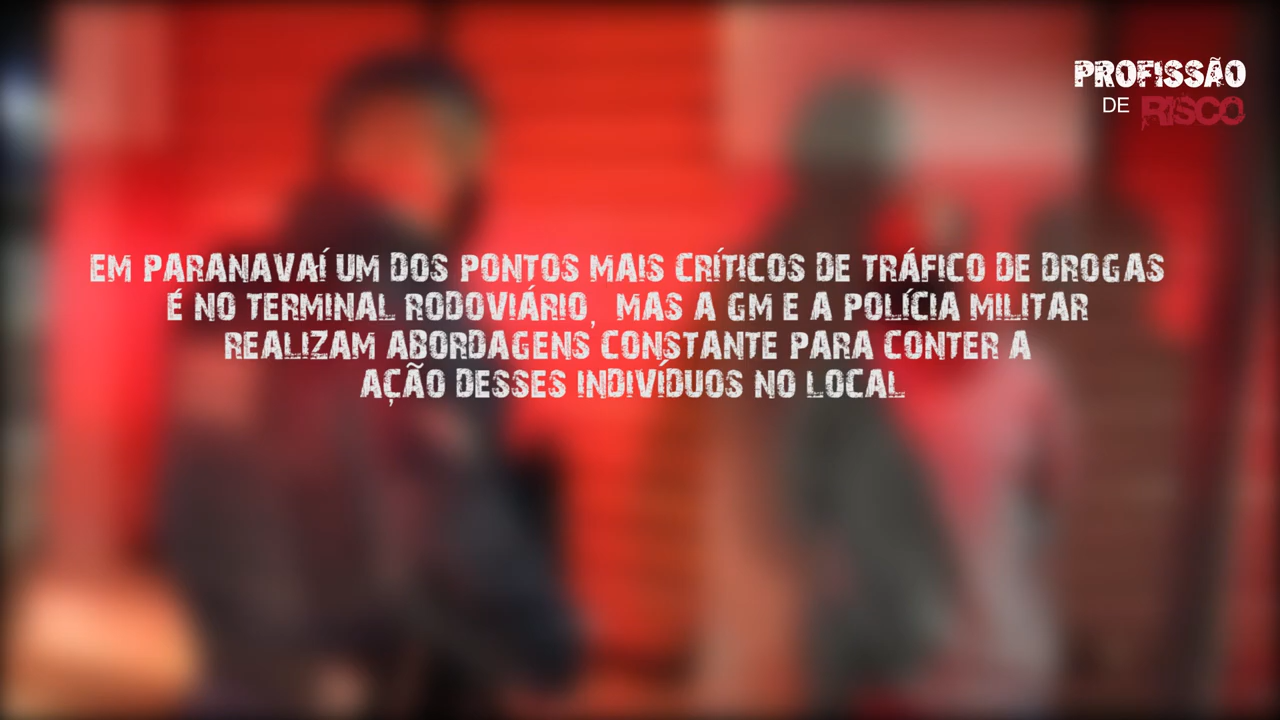 PROFISSÃO
DE RISCO
EM PARANAVAÍ UM DOS PONTOS MAIS CRÍTICOS DE TRÁFICO DE DROGAS
É NO TERMINAL RODOVIÁRIO, MAS A GM E A POLÍCIA MILITAR
REALIZAM ABORDAGENS CONSTANTE PARA CONTER A
AÇÃO DESSES INDIVÍDUOS NO LOCAL